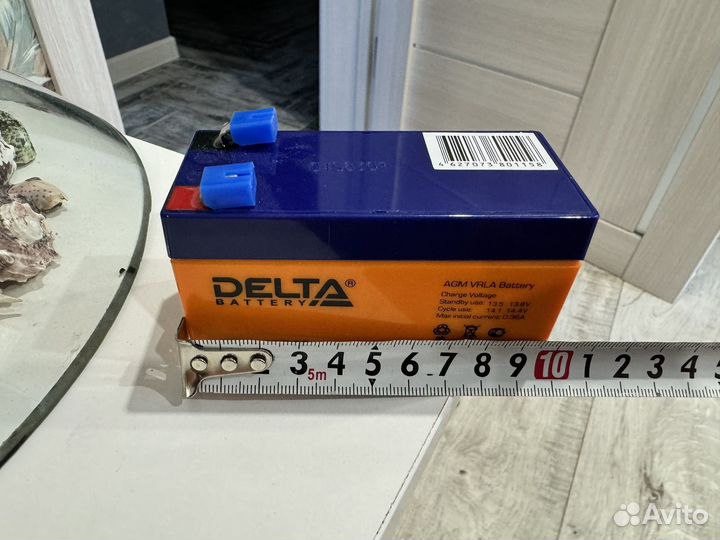 4 627073 801158
DELTA®
BATTERY
AGM VRLA Battery
Charge Voltage
Standby use: 13.5 - 13.8V
Cycle use: 14.1 - 14.4V
Max initial current: 0.36A
2 3 4 5 6 7 8 9 10 1 2 3 4 5
5m
Avito